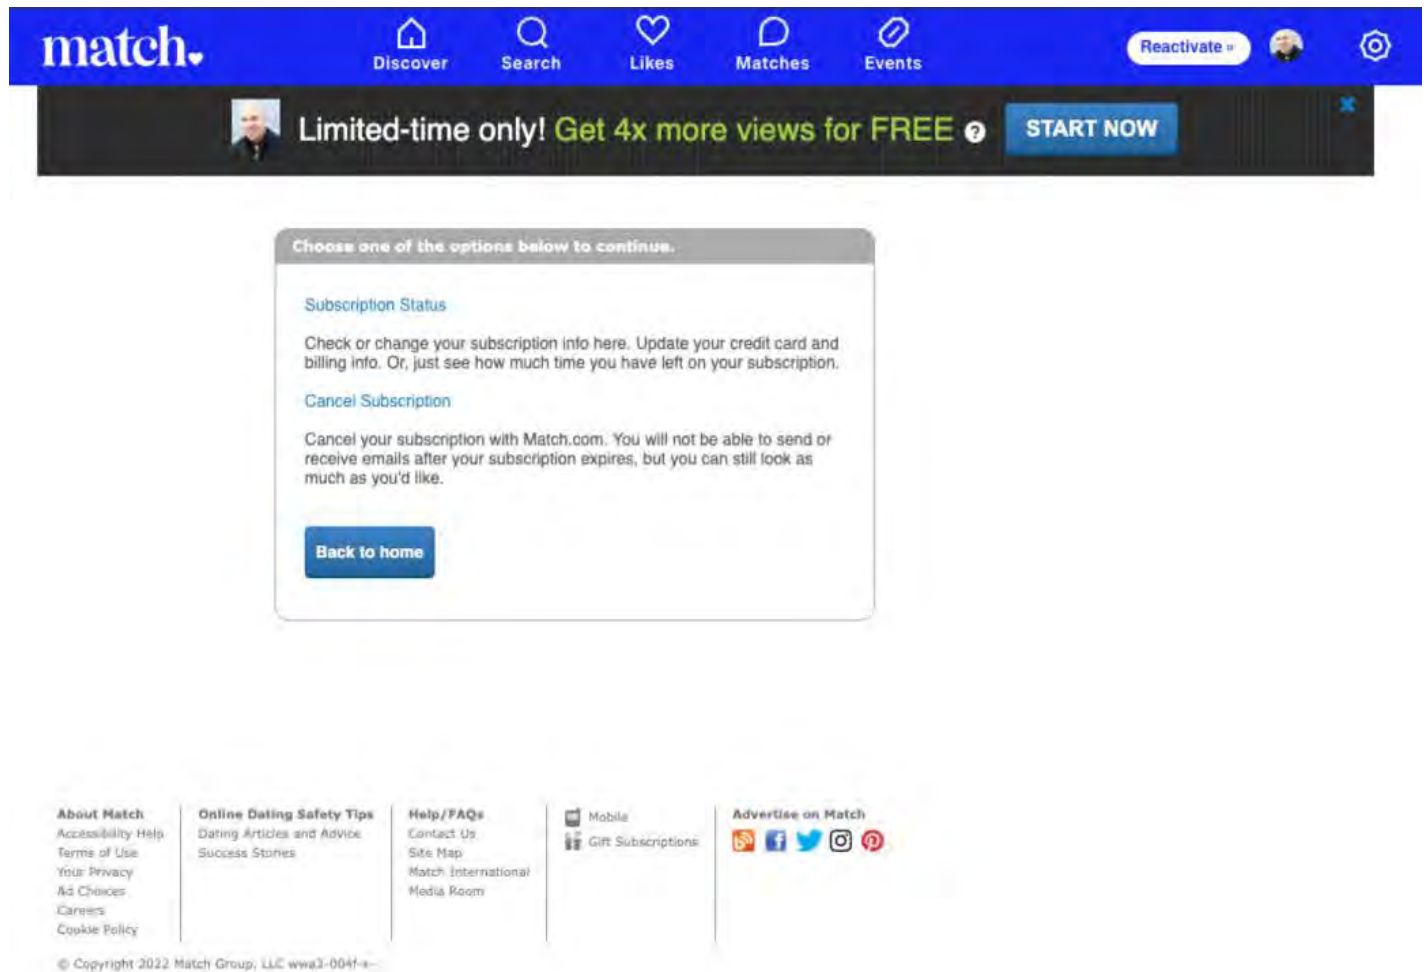 match
Discover
Search
Likes
Matches
Events
Reactivate »
Limited-time only! Get 4x more views for FREE ?
START NOW
Choose one of the options below to continue.
Subscription Status
Check or change your subscription info here. Update your credit card and
billing info. Or, just see how much time you have left on your subscription.
Cancel Subscription
Cancel your subscription with Match.com. You will not be able to send or
receive emails after your subscription expires, but you can still look as
much as you'd like.
Back to home
About Match
Accessibility Help
Terms of Use
Your Privacy
Ad Choices
Careers
Cookie Policy
Online Dating Safety Tips
Dating Articles and Advice
Success Stories
Help/FAQs
Contact Us
Site Map
Match International
Media Room
Mobile
Gift Subscriptions
Advertise on Match
© Copyright 2022 Match Group, LLC